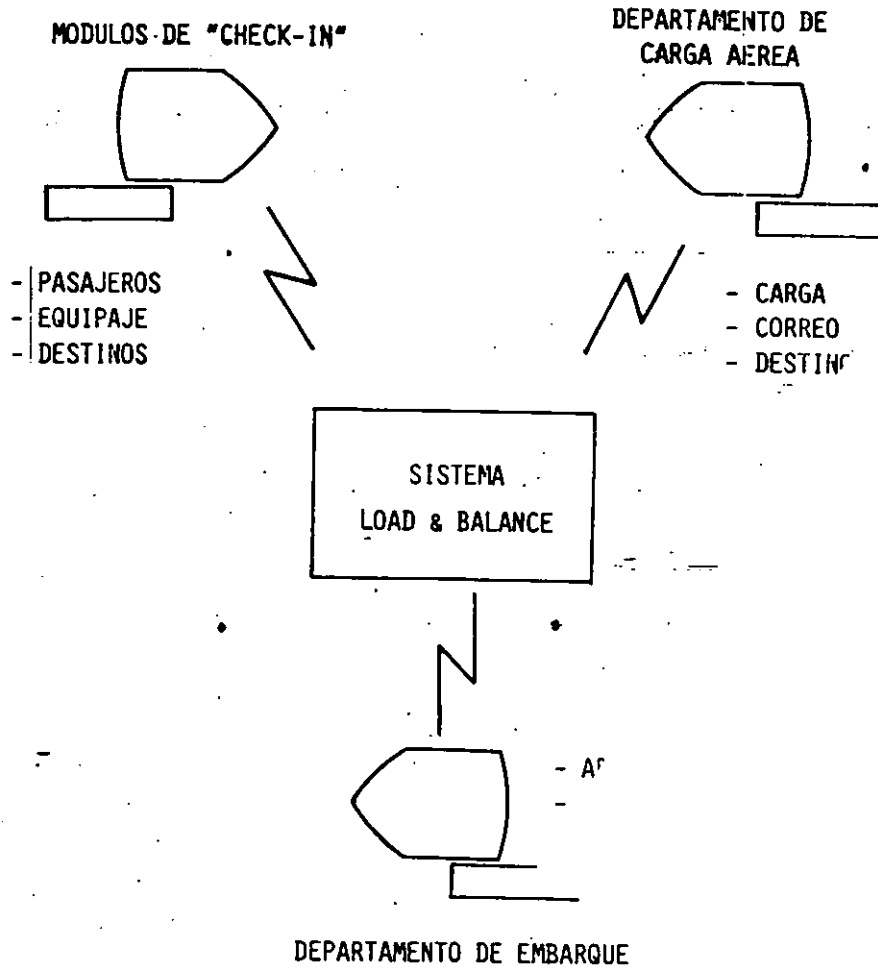 MODULOS DE "CHECK-IN"
DEPARTAMENTO DE
CARGA AEREA
- PASAJEROS
- EQUIPAJE
- DESTINOS
- CARGA
- CORREO
-
SISTEMA
LOAD & BALANCE
-
-
DEPARTAMENTO DE EMBARQUE